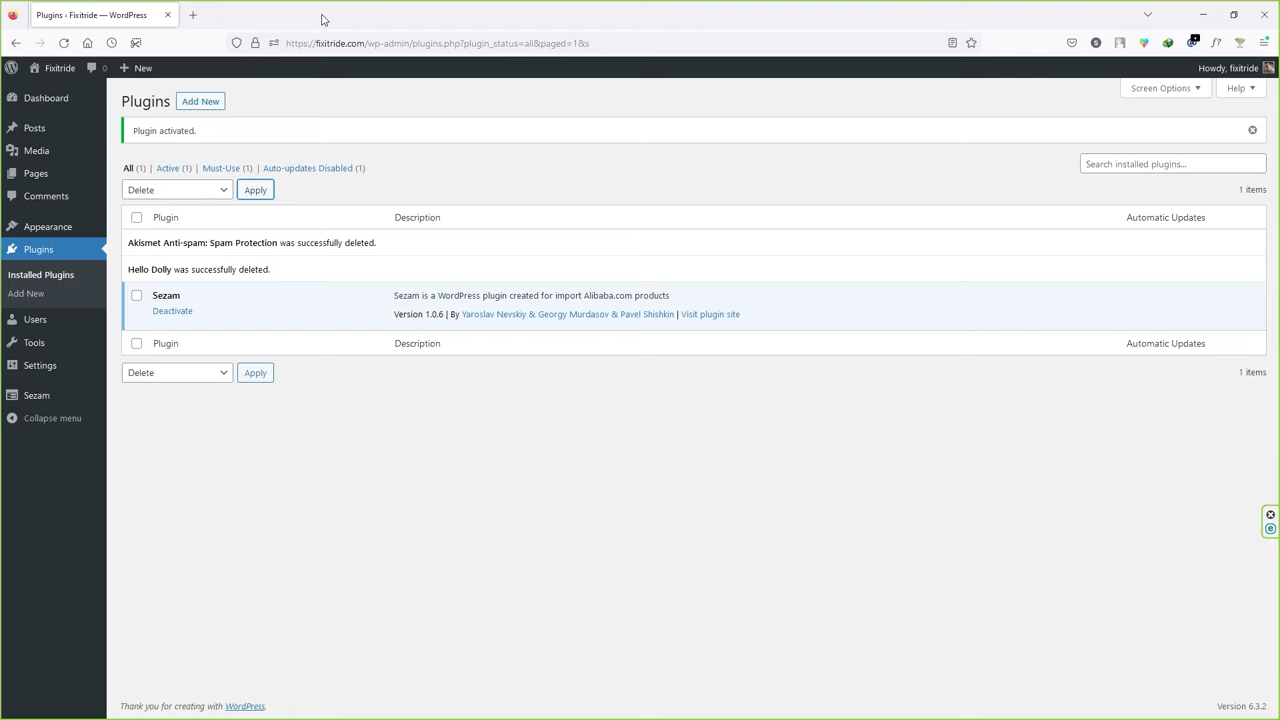 Plugins ‹ Fixitride — WordPress
https://fixitride.com/wp-admin/plugins.php?plugin_status=all&paged=1&s
Fixitride
0
New
Howdy, fixitride
Dashboard
Posts
Media
Pages
Comments
Appearance
Plugins
Installed Plugins
Add New
Users
Tools
Settings
Sezam
Collapse menu
Screen Options
Help
Plugins
Add New
Plugin activated.
All (1) | Active (1) | Must-Use (1) | Auto-updates Disabled (1)
Search installed plugins...
Delete
Apply
1 items
Plugin
Description
Automatic Updates
Akismet Anti-spam: Spam Protection was successfully deleted.
Hello Dolly was successfully deleted.
Sezam
Sezam is a WordPress plugin created for import Alibaba.com products
Deactivate
Version 1.0.6 | By Yaroslav Nevskiy & Georgy Murdasov & Pavel Shishkin | Visit plugin site
Plugin
Description
Automatic Updates
Delete
Apply
1 items
Thank you for creating with WordPress.
Version 6.3.2